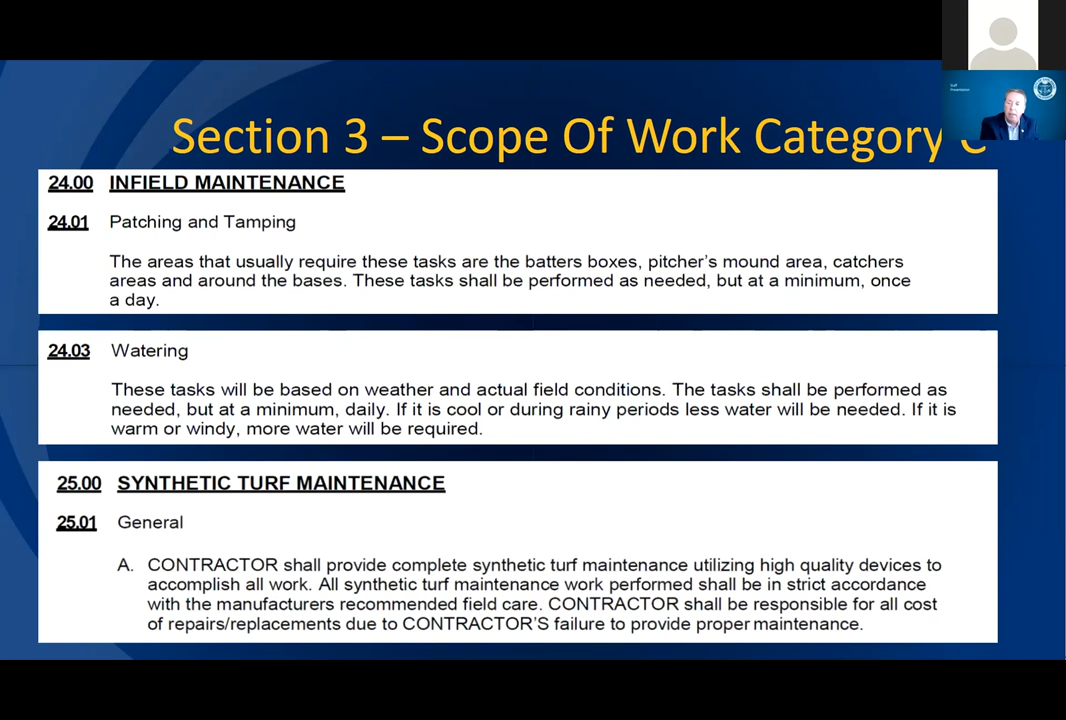 Staff
Presentation
Section 3 – Scope Of Work Category
24.00 INFIELD MAINTENANCE
24.01 Patching and Tamping
The areas that usually require these tasks are the batters boxes, pitcher's mound area, catchers
areas and around the bases. These tasks shall be performed as needed, but at a minimum, once
a day.
24.03 Watering
These tasks will be based on weather and actual field conditions. The tasks shall be performed as
needed, but at a minimum, daily. If it is cool or during rainy periods less water will be needed. If it is
warm or windy, more water will be required.
25.00 SYNTHETIC TURF MAINTENANCE
25.01 General
A. CONTRACTOR shall provide complete synthetic turf maintenance utilizing high quality devices to
accomplish all work. All synthetic turf maintenance work performed shall be in strict accordance
with the manufacturers recommended field care. CONTRACTOR shall be responsible for all cost
of repairs/replacements due to CONTRACTOR'S failure to provide proper maintenance.